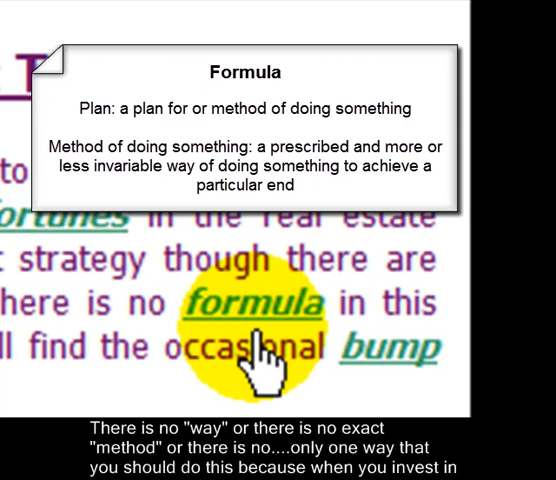 Formula
Plan: a plan for or method of doing something
Method of doing something: a prescribed and more or
less invariable way of doing something to achieve a
particular end
T
to
fortunes in the real estate
t strategy though there are
here is no formula in this
ll find the occasional bump
There is no "way" or there is no exact
"method" or there is no....only one way that
you should do this because when you invest in